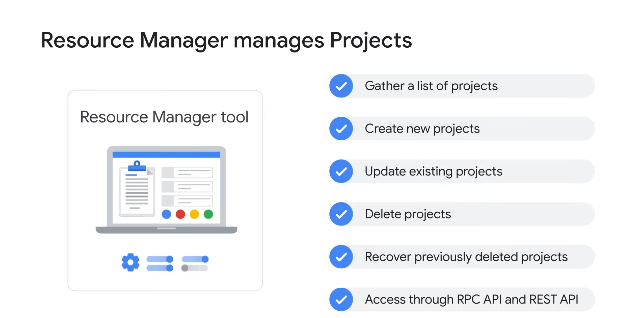 Resource Manager manages Projects
Resource Manager tool
Gather a list of projects
Create new projects
Update existing projects
Delete projects
Recover previously deleted projects
Access through RPC API and REST API